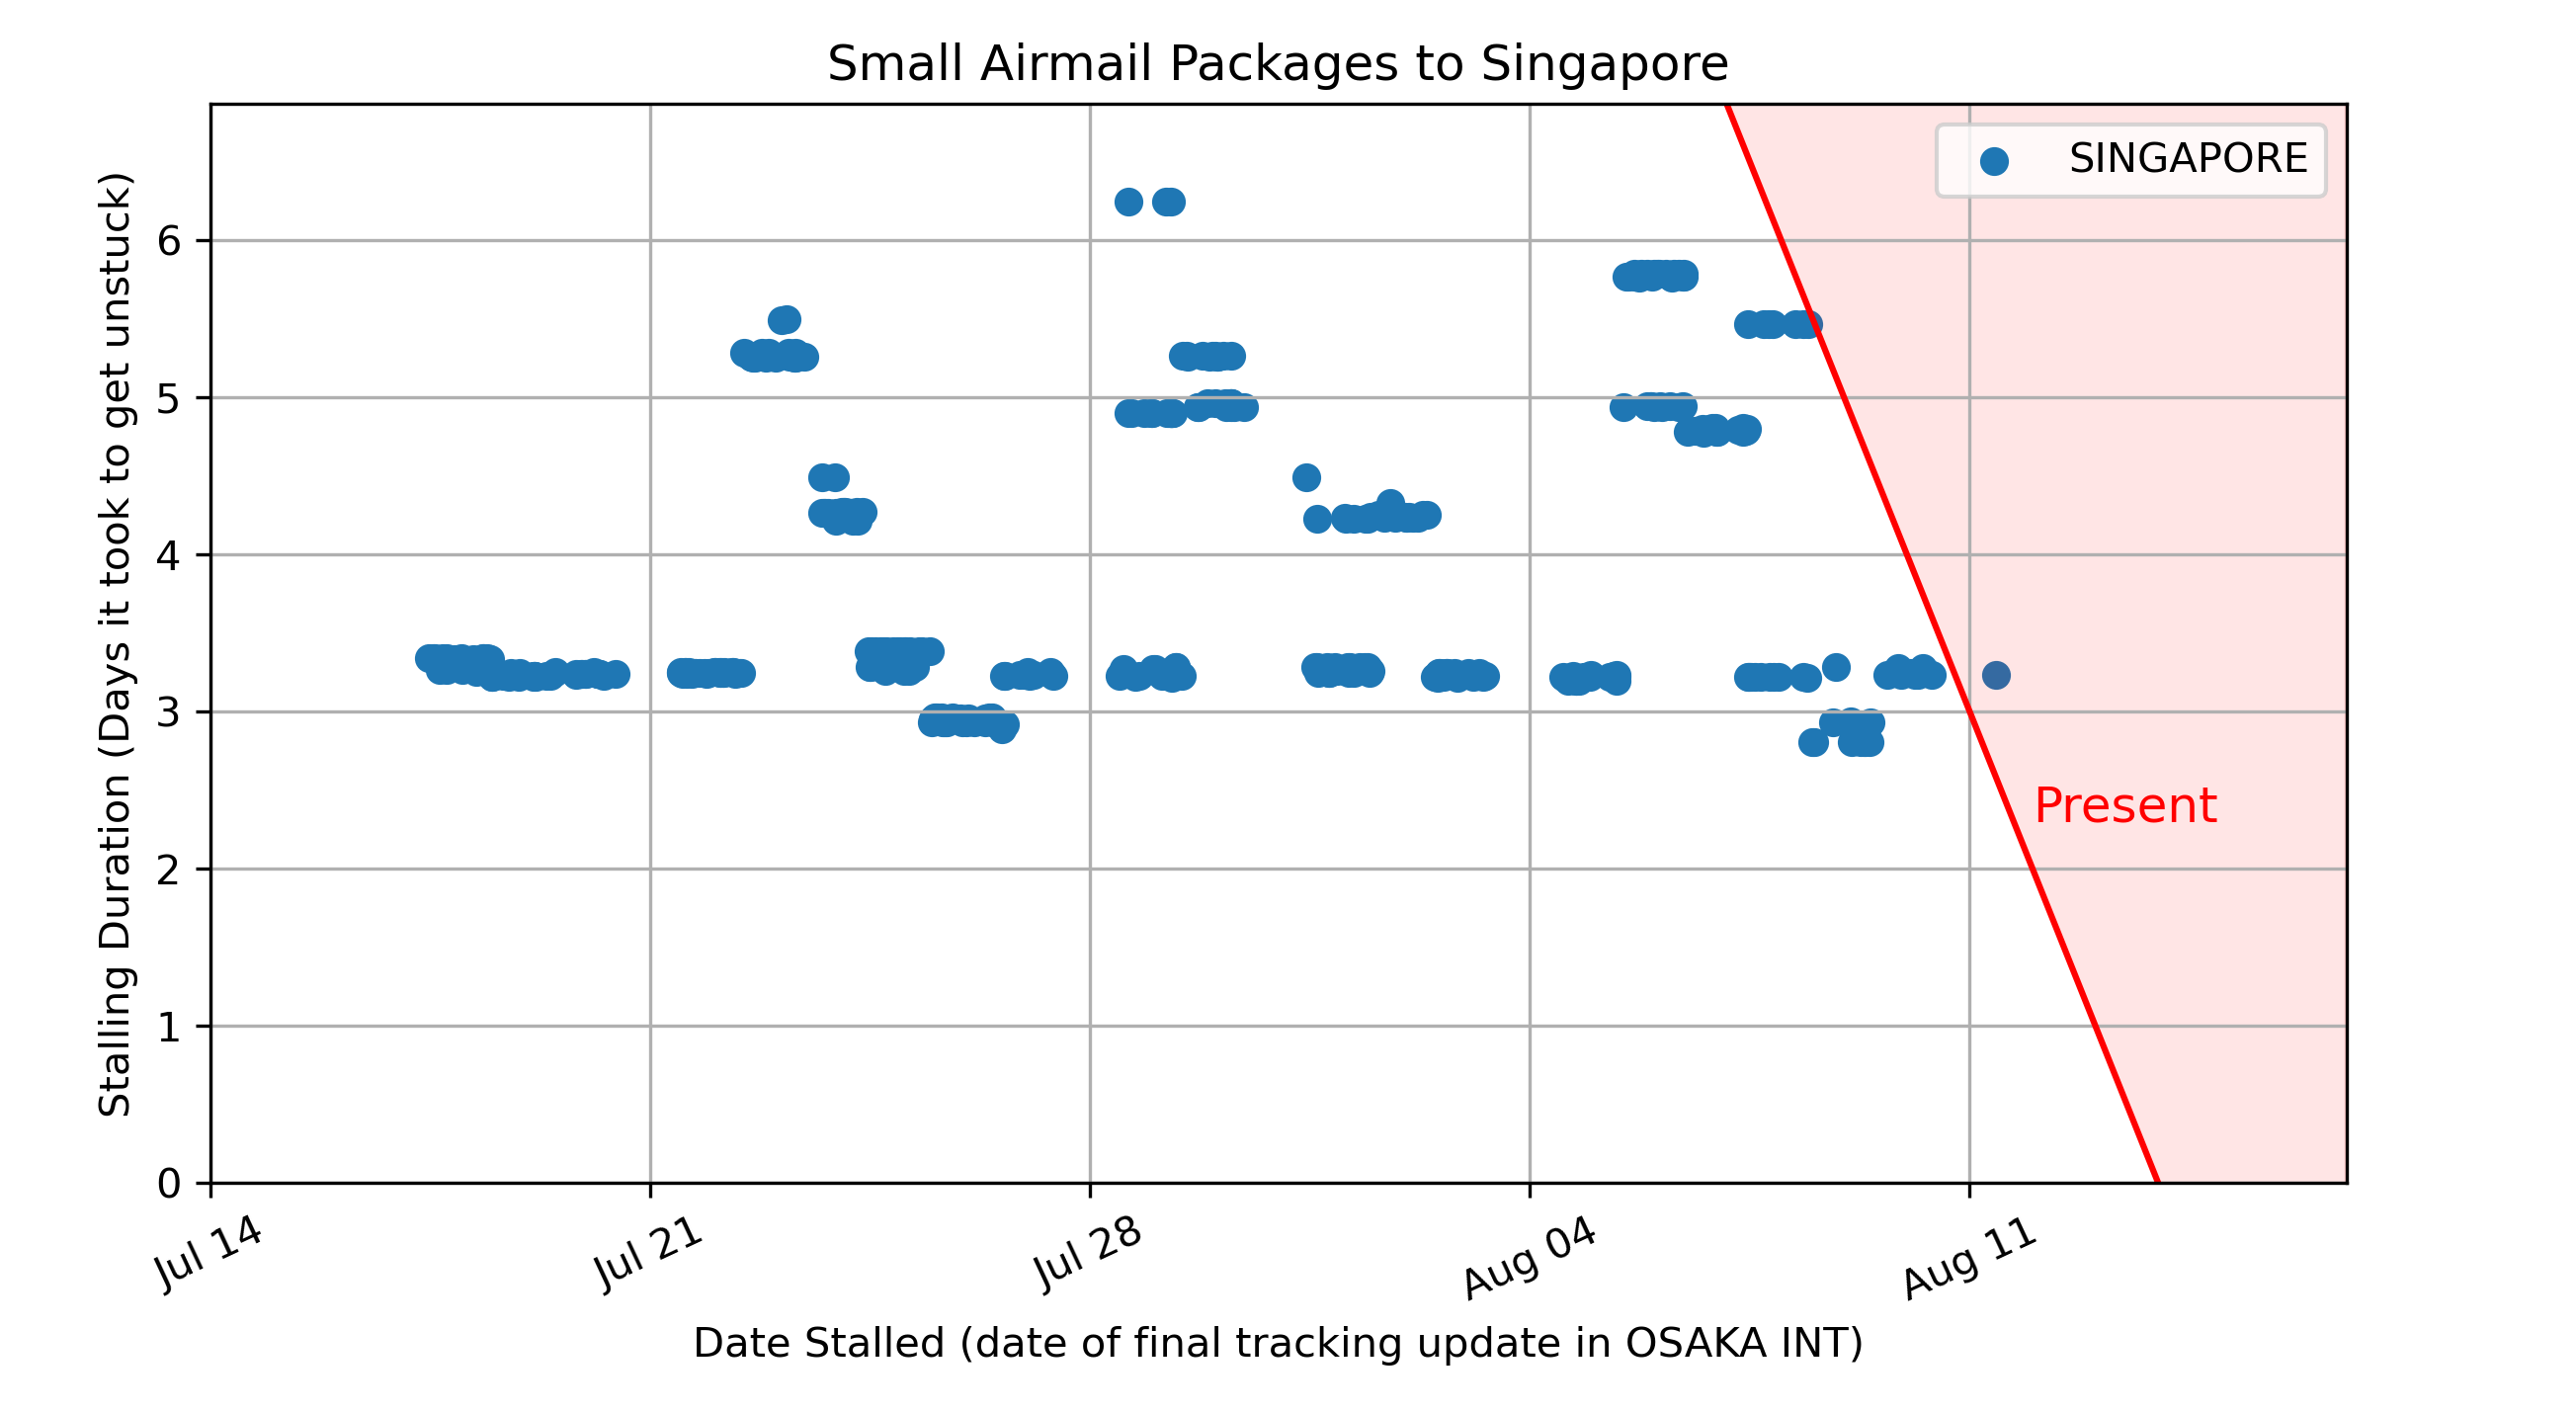 Small Airmail Packages to Singapore
SINGAPORE
Stalling Duration (Days it took to get unstuck)
6
5
4
3
2
1
0
Present
Jul 14
Jul 21
Jul 28
Aug 04
Aug 11
Date Stalled (date of final tracking update in OSAKA INT)